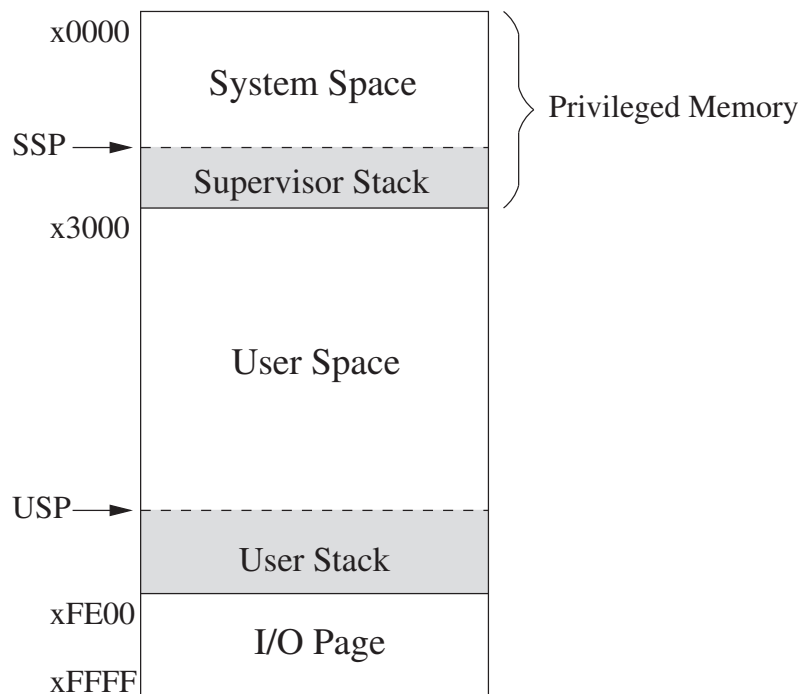 x0000
System Space
Privileged Memory
SSP
Supervisor Stack
x3000
User Space
USP
User Stack
xFE00
I/O Page
xFFFF